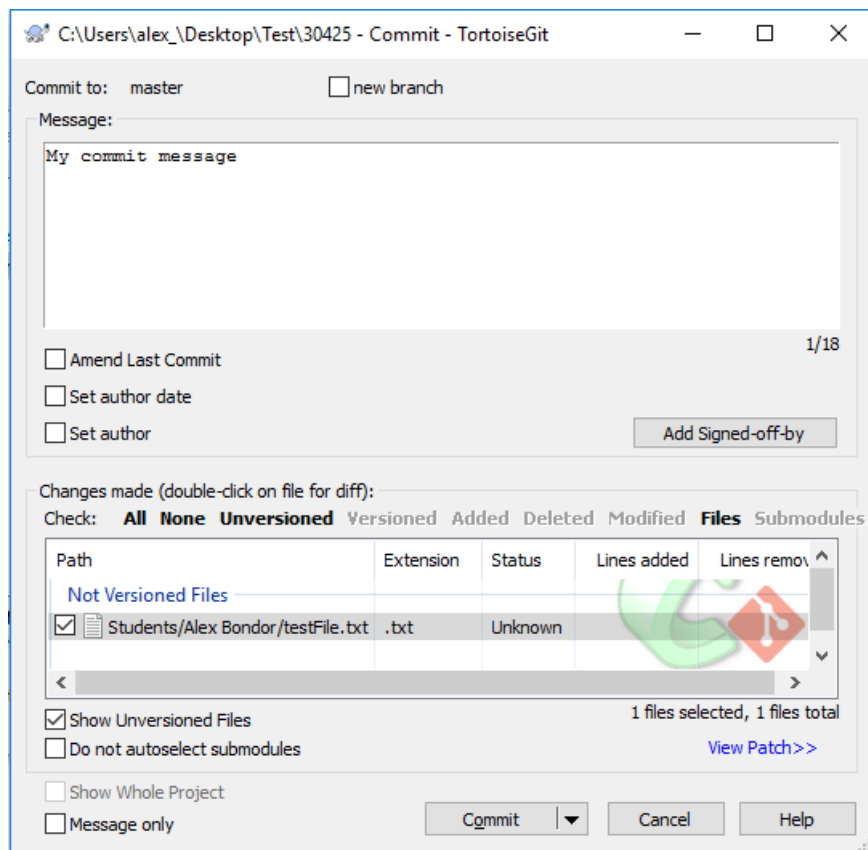 C:\Users\alex_\Desktop\Test\30425 - Commit - TortoiseGit
Commit to: master new branch
Message:
My commit message
1/18
Amend Last Commit
Set author date
Set author Add Signed-off-by
Changes made (double-click on file for diff):
Check: All None Unversioned Versioned Added Deleted Modified Files Submodules
Path Extension Status Lines added Lines remov
Not Versioned Files
Students/Alex Bondor/testFile.txt .txt Unknown
Show Unversioned Files 1 files selected, 1 files total
Do not autoselect submodules View Patch>>
Show Whole Project
Message only Commit Cancel Help